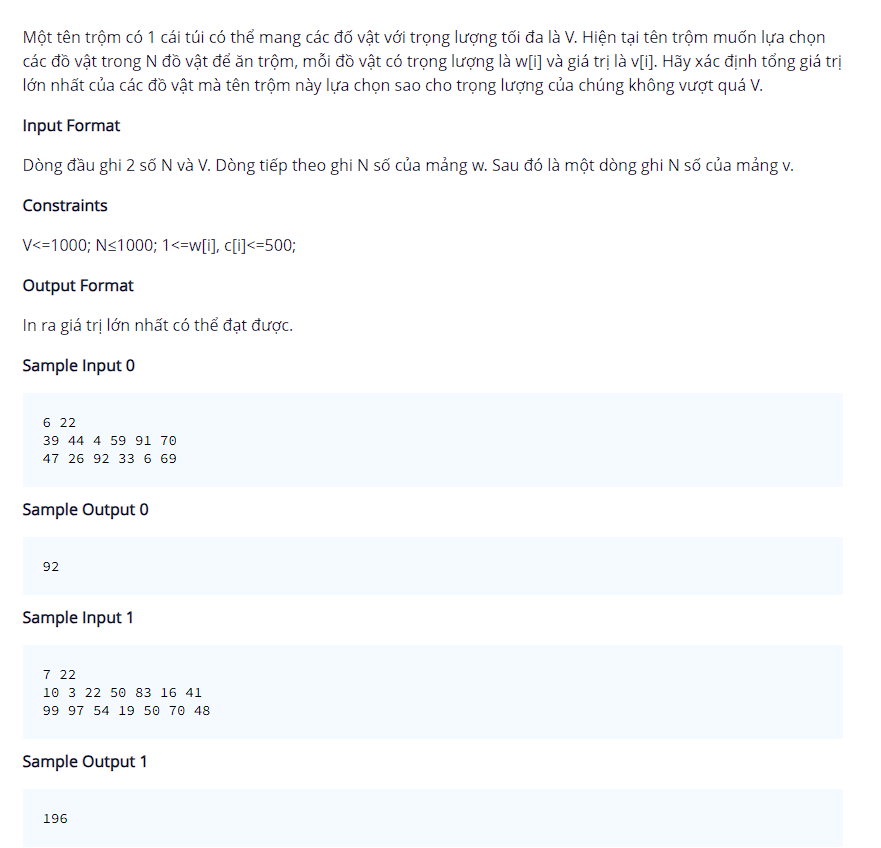 Một tên trộm có 1 cái túi có thể mang các đố vật với trọng lượng tối đa là V. Hiện tại tên trộm muốn lựa chọn
các đồ vật trong N đồ vật để ăn trộm, mỗi đồ vật có trọng lượng là w[i] và giá trị là v[i]. Hãy xác định tổng giá trị
lớn nhất của các đồ vật mà tên trộm này lựa chọn sao cho trọng lượng của chúng không vượt quá V.
Input Format
Dòng đầu ghi 2 số N và V. Dòng tiếp theo ghi N số của mảng w. Sau đó là một dòng ghi N số của mảng v.
Constraints
V<=1000; N≤1000; 1<=w[i], c[i]<=500;
Output Format
In ra giá trị lớn nhất có thể đạt được.
Sample Input 0
6 22
39 44 4 59 91 70
47 26 92 33 6 69
Sample Output 0
92
Sample Input 1
7 22
10 3 22 50 83 16 41
99 97 54 19 50 70 48
Sample Output 1
196